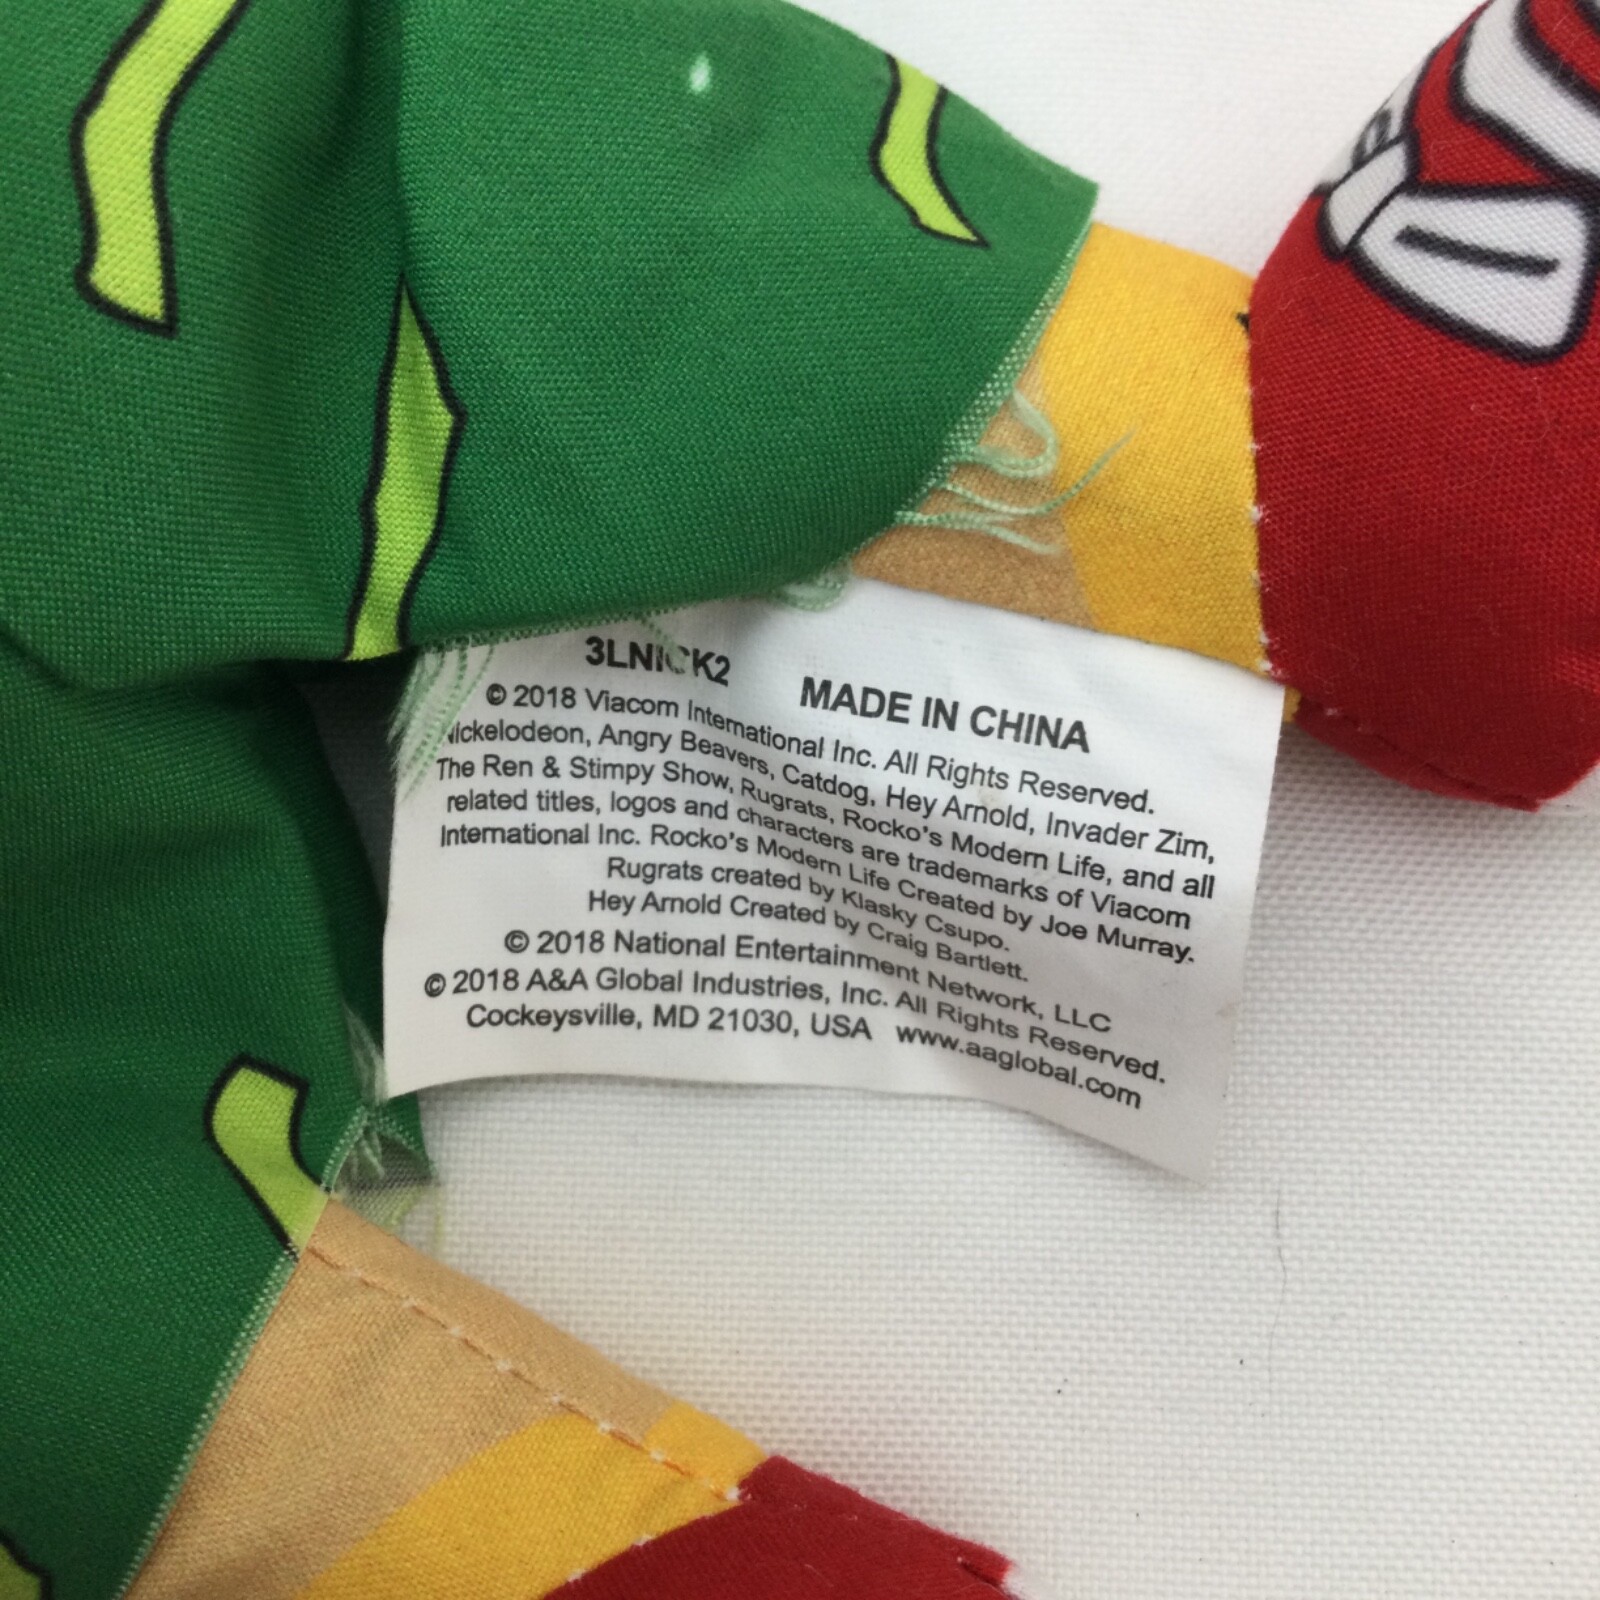 3LNICK2
MADE IN CHINA
© 2018 Viacom International Inc. All Rights Reserved.
Nickelodeon, Angry Beavers, Catdog, Hey Arnold, Invader Zim,
The Ren & Stimpy Show, Rugrats, Rocko's Modern Life, and all
related titles, logos and characters are trademarks of Viacom
International Inc. Rocko's Modern Life Created by Joe Murray.
Rugrats created by Klasky Csupo.
Hey Arnold Created by Craig Bartlett.
© 2018 National Entertainment Network, LLC
© 2018 A&A Global Industries, Inc. All Rights Reserved.
Cockeysville, MD 21030, USA www.aaglobal.com